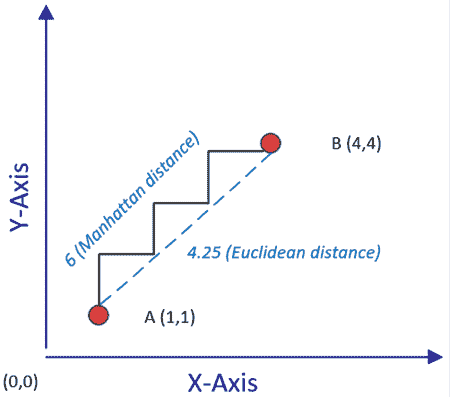 Y-Axis
6 (Manhattan distance)
B (4,4)
4.25 (Euclidean distance)
A (1,1)
(0,0)
X-Axis